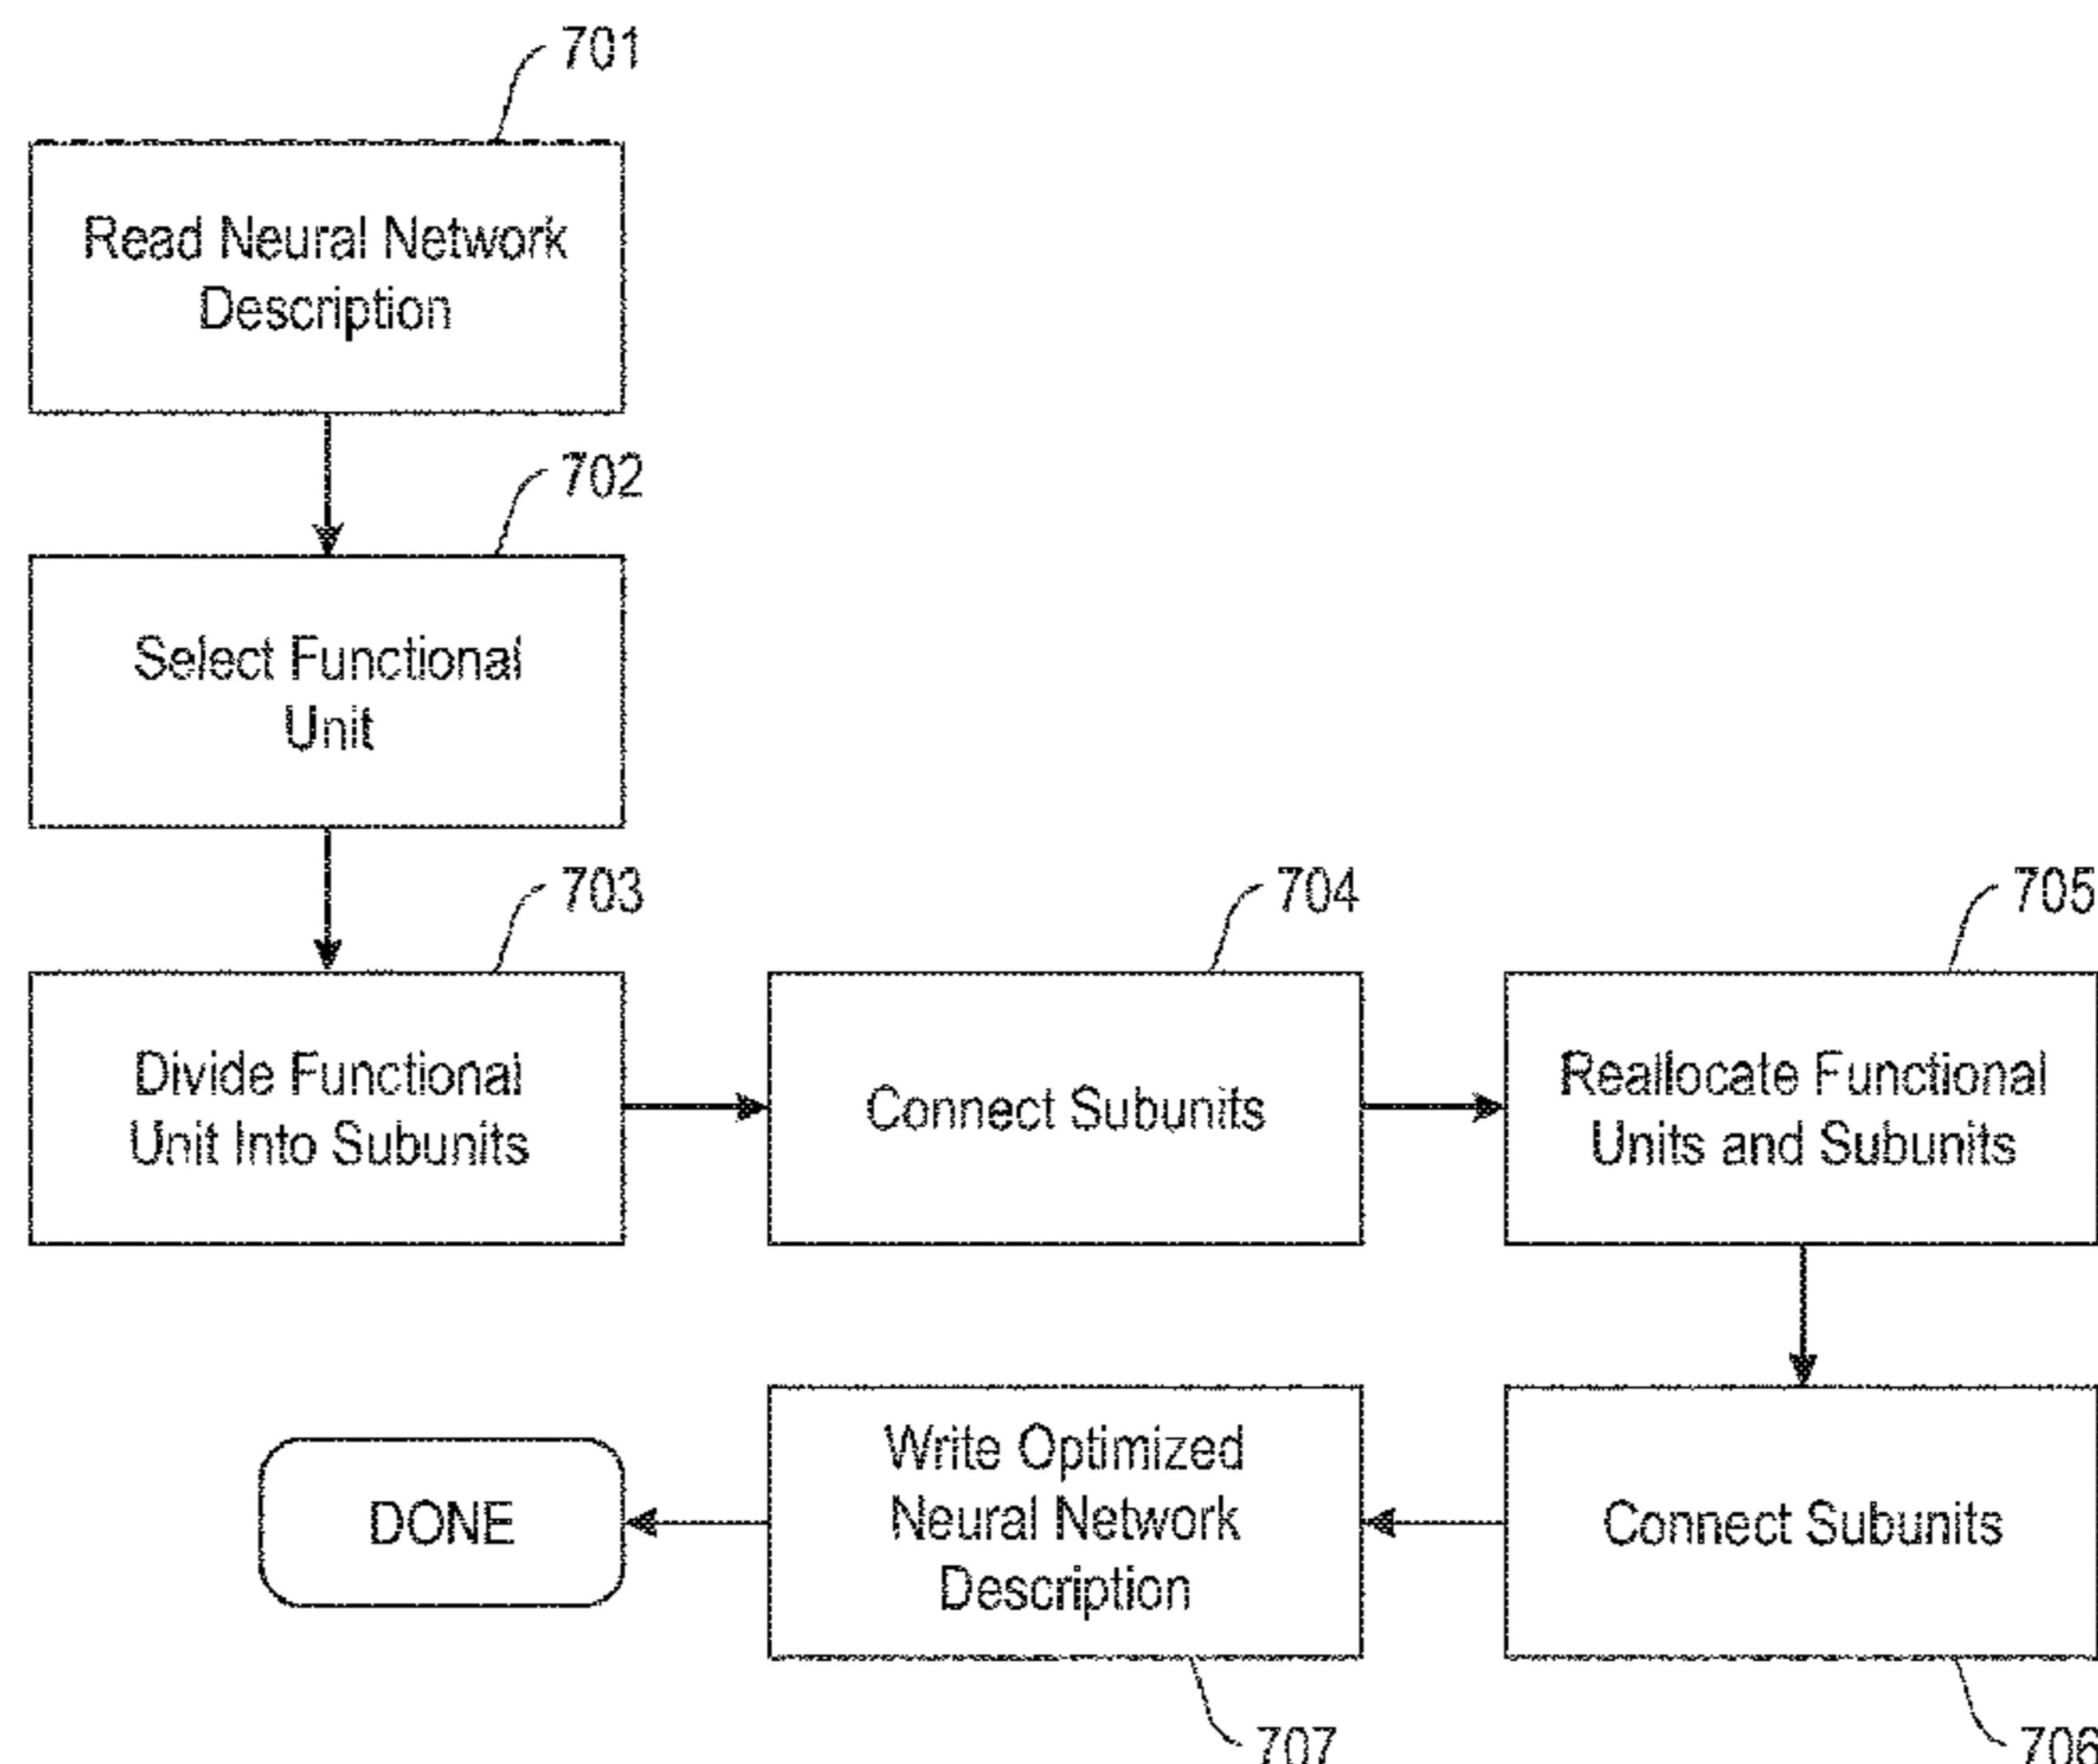 701
Read Neural Network
Description
702
Select Functional
Unit
703
Divide Functional
Unit Into Subunits
704
Connect Subunits
705
Reallocate Functional
Units and Subunits
706
Connect Subunits
707
Write Optimized
Neural Network
Description
DONE